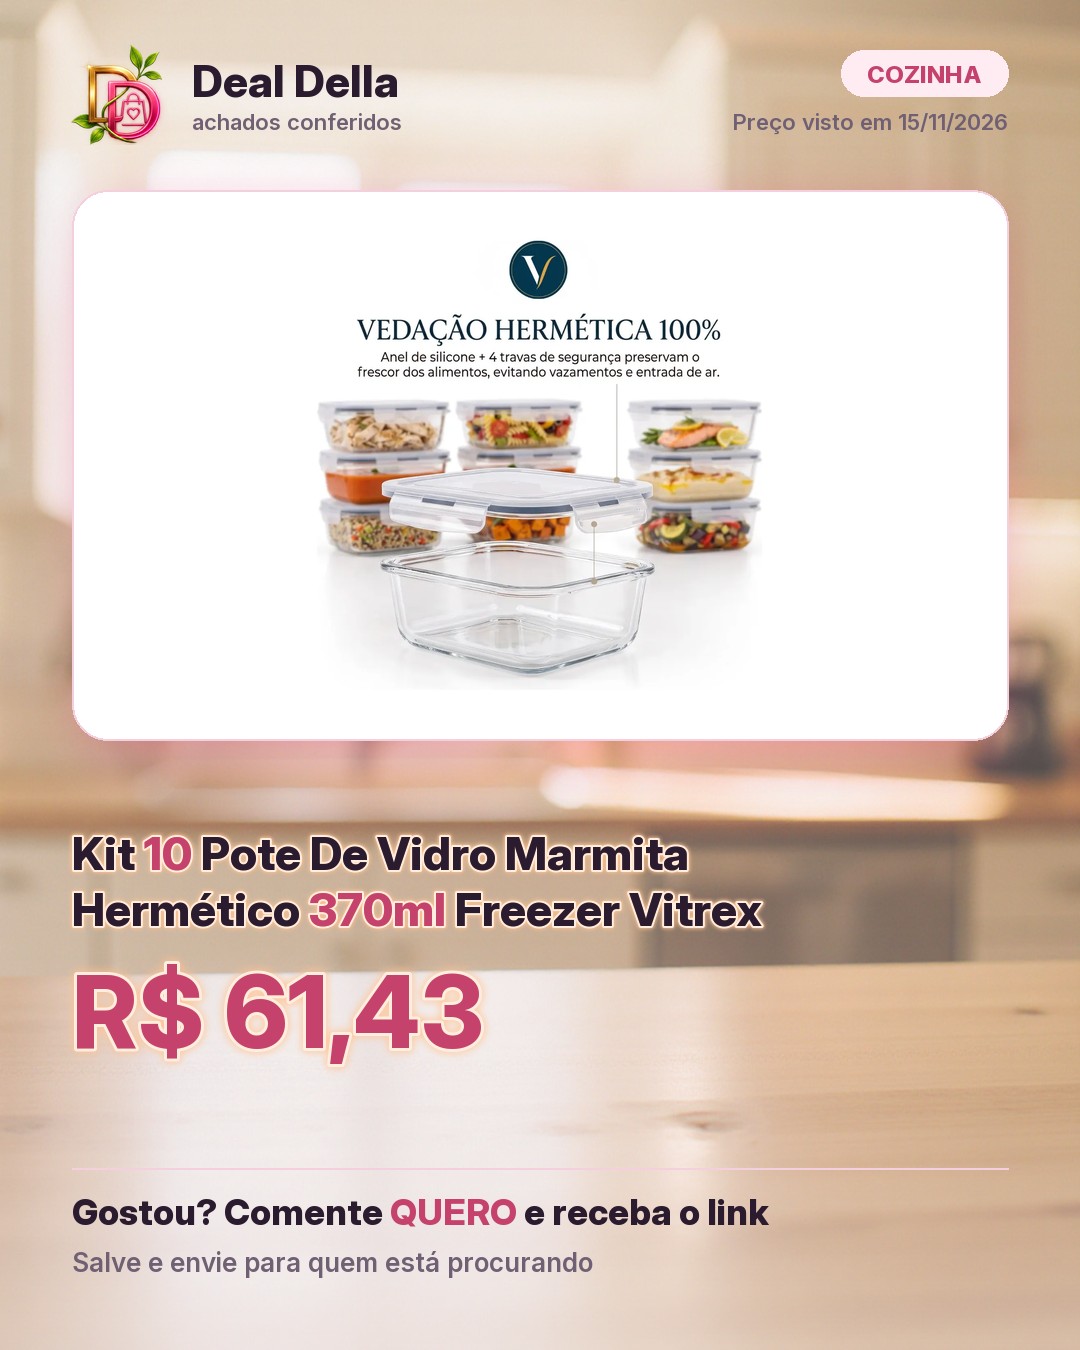 Deal Della
achados conferidos
COZINHA
Preço visto em 15/11/2026
V
VEDAÇÃO HERMÉTICA 100%
Anel de silicone + 4 travas de segurança preservam o
frescor dos alimentos, evitando vazamentos e entrada de ar.
Kit 10 Pote De Vidro Marmita
Hermético 370ml Freezer Vitrex
R$ 61,43
Gostou? Comente QUERO e receba o link
Salve e envie para quem está procurando